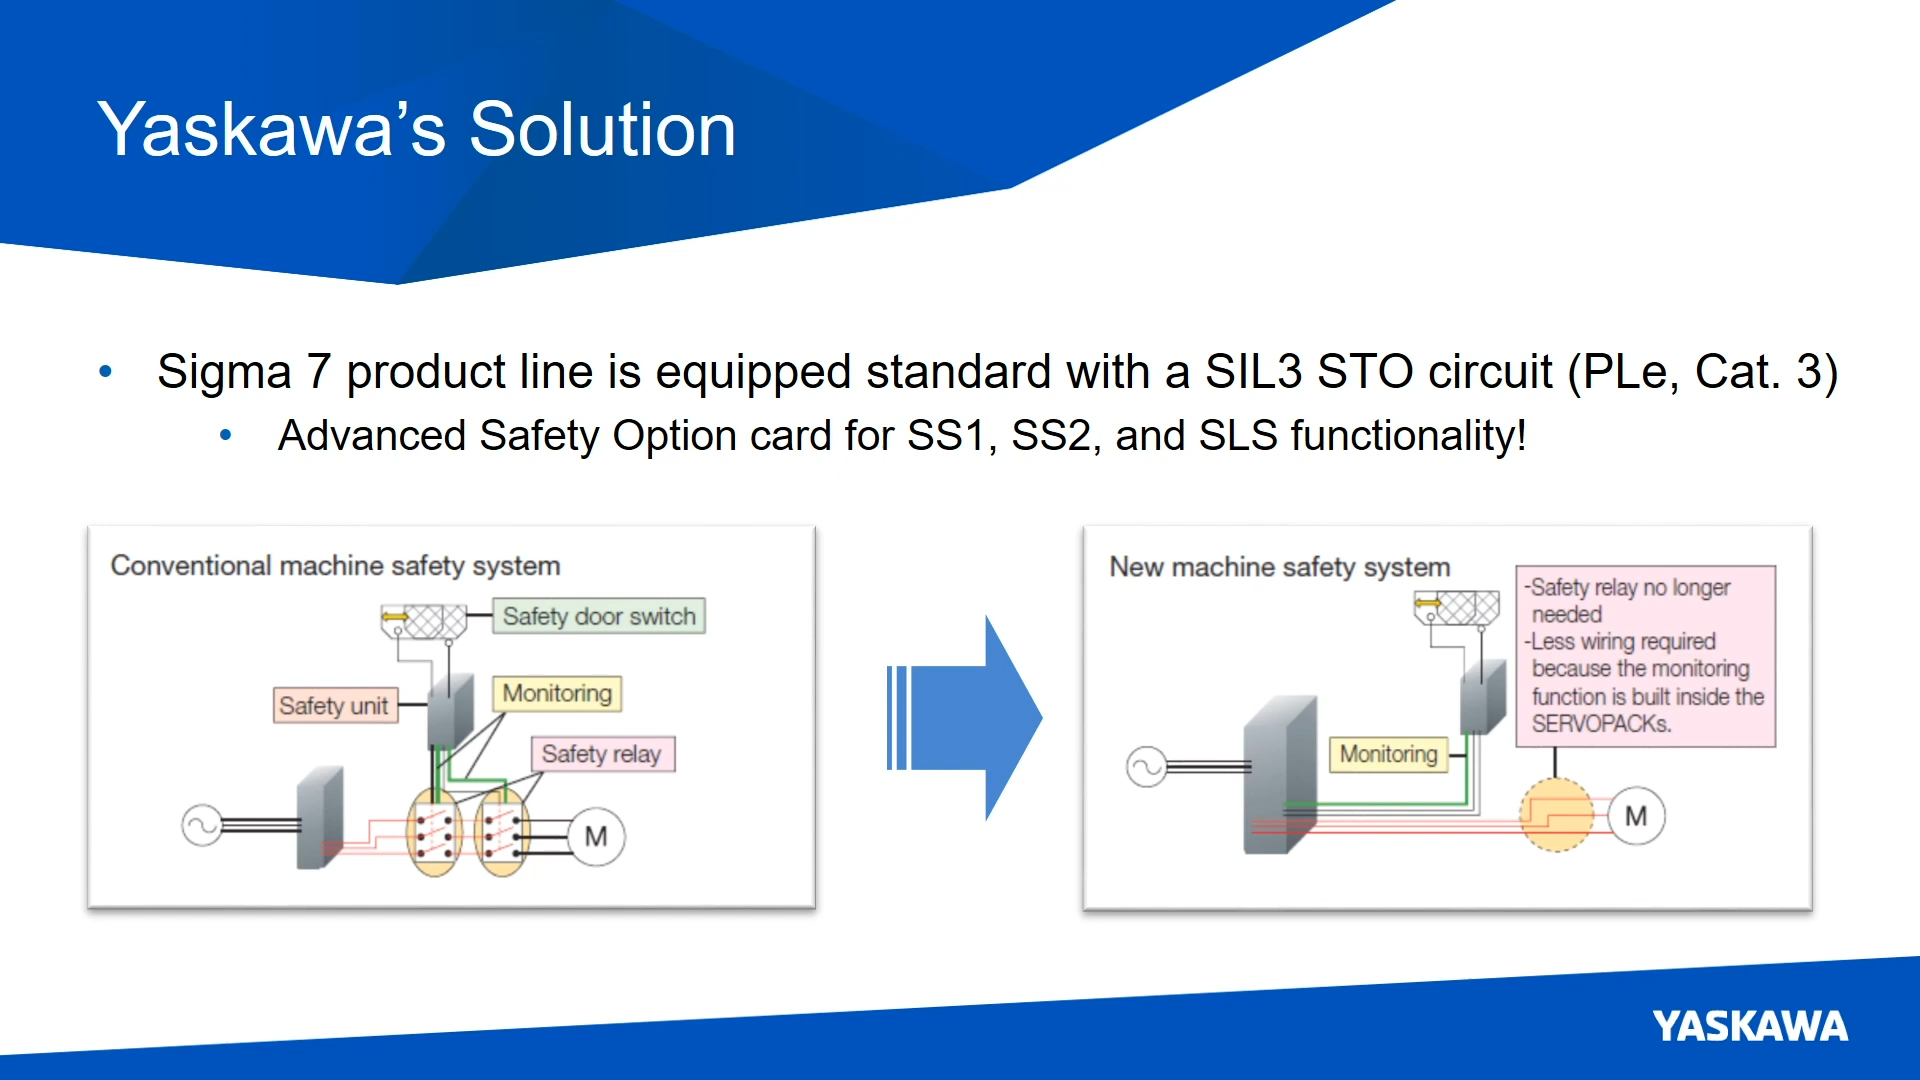 Yaskawa’s Solution
• Sigma 7 product line is equipped standard with a SIL3 STO circuit (PLe, Cat. 3)
• Advanced Safety Option card for SS1, SS2, and SLS functionality!
Conventional machine safety system
Safety door switch
Safety unit
Monitoring
Safety relay
M
New machine safety system
-Safety relay no longer
needed
-Less wiring required
because the monitoring
function is built inside the
SERVOPACKs.
Monitoring
M
YASKAWA